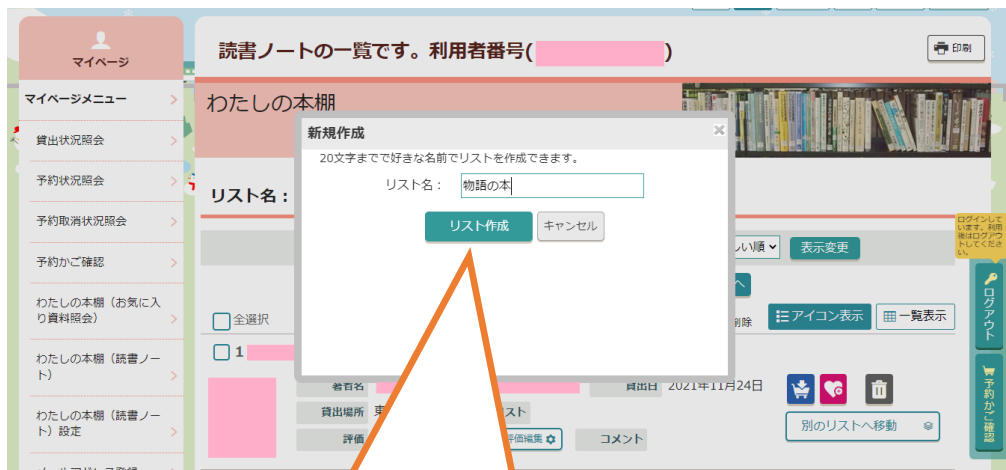 マイページ
マイページメニュー
貸出状況照会
予約状況照会
予約取消状況照会
予約かご確認
わたしの本棚（お気に入り資料照会）
わたしの本棚（読書ノート）
わたしの本棚（読書ノート）設定
読書ノートの一覧です。利用者番号( )
印刷
わたしの本棚
リスト名：
新規作成
20文字までで好きな名前でリストを作成できます。
リスト名：
物語の本
リスト作成
キャンセル
しい順
表示変更
全選択
削除
アイコン表示
一覧表示
1
著者名
貸出日 2021年11月24日
貸出場所
スト
評価
評価編集
コメント
別のリストへ移動
ログインしています。利用後はログアウトしてください。
ログアウト
予約かご確認